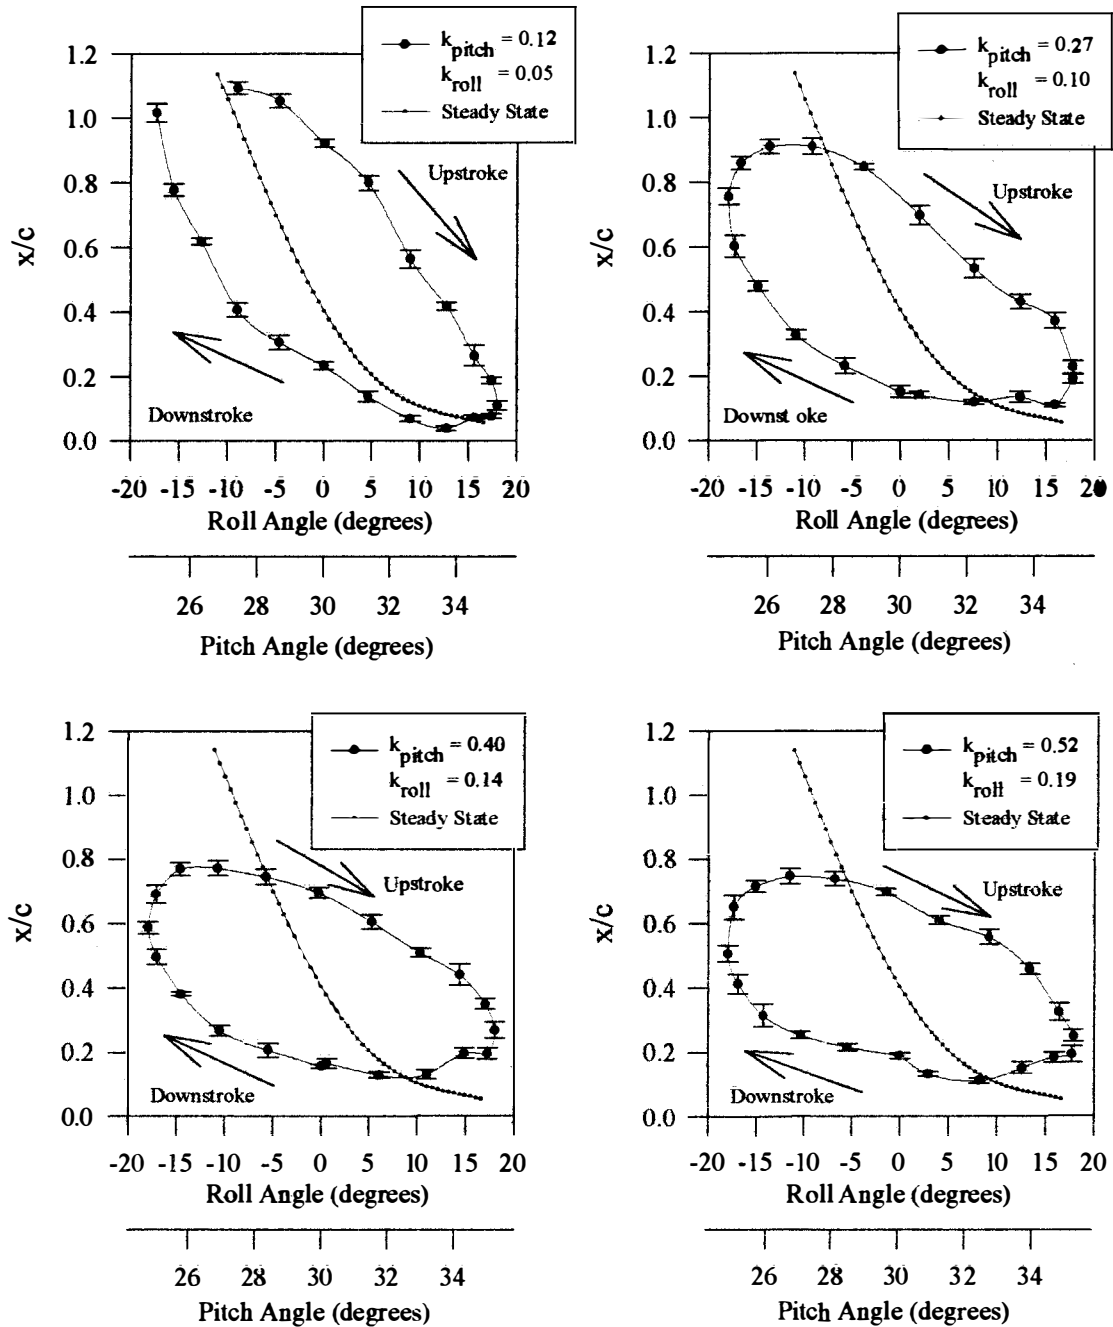 k pitch = 0.12
k roll = 0.05
Steady State
Upstroke
Downstroke
x/c
1.2
1.0
0.8
0.6
0.4
0.2
0.0
-20 -15 -10 -5 0 5 10 15 20
Roll Angle (degrees)
26 28 30 32 34
Pitch Angle (degrees)
k pitch = 0.27
k roll = 0.10
Steady State
Upstroke
Downst oke
x/c
1.2
1.0
0.8
0.6
0.4
0.2
0.0
-20 -15 -10 -5 0 5 10 15 20
Roll Angle (degrees)
26 28 30 32 34
Pitch Angle (degrees)
k pitch = 0.40
k roll = 0.14
Steady State
Upstroke
Downstroke
x/c
1.2
1.0
0.8
0.6
0.4
0.2
0.0
-20 -15 -10 -5 0 5 10 15 20
Roll Angle (degrees)
26 28 30 32 34
Pitch Angle (degrees)
k pitch = 0.52
k roll = 0.19
Steady State
Upstroke
Downstroke
x/c
1.2
1.0
0.8
0.6
0.4
0.2
0.0
-20 -15 -10 -5 0 5 10 15 20
Roll Angle (degrees)
26 28 30 32 34
Pitch Angle (degrees)